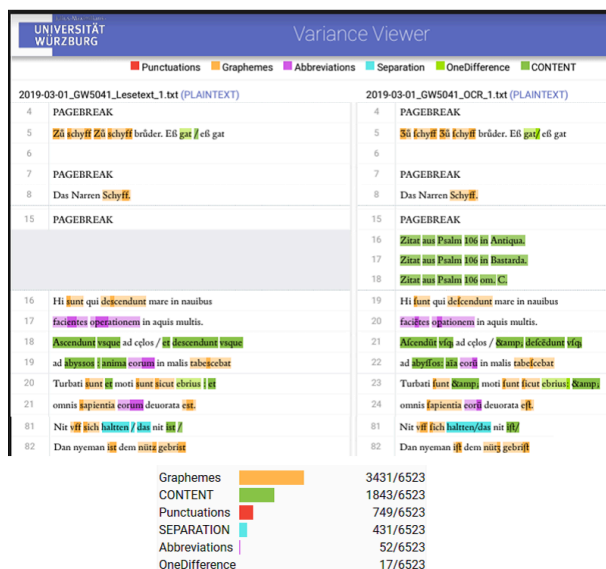 UNIVERSITÄT
WÜRZBURG
Variance Viewer
Punctuations Graphemes Abbreviations Separation OneDifference CONTENT
2019-03-01_GW5041_Lesetext_1.txt (PLAINTEXT)
4 PAGEBREAK
5 Zů schyff Zů schyff brůder. Eß gat / eß gat
6
7 PAGEBREAK
8 Das Narren Schyff.
15 PAGEBREAK
16 Hi sunt qui descendunt mare in nauibus
17 facientes operationem in aquis multis.
18 Ascendunt vsque ad cęlos / et descendunt vsque
19 ad abyssos : anima eorum in malis tabescebat
20 Turbati sunt et moti sunt sicut ebrius : et
21 omnis sapientia eorum deuorata est.
81 Nit vff sich haltten / das nit ist /
82 Dan nyeman ist dem nütz gebrist
2019-03-01_GW5041_OCR_1.txt (PLAINTEXT)
4 PAGEBREAK
5 Ʒů ſchyff Ʒů ſchyff brůder. Eß gat/ eß gat
6
7 PAGEBREAK
8 Das Narren Schyff.
15 PAGEBREAK
16 Zitat aus Psalm 106 in Antiqua.
17 Zitat aus Psalm 106 in Bastarda.
18 Zitat aus Psalm 106 om. C.
19 Hi ſunt qui deſcendunt mare in nauibus
20 faciẽtes opationem in aquis multis.
21 Aſcendũt vſq; ad cęlos / &amp; deſcẽdunt vſq;
22 ad abyſſos: aĩa eorũ in malis tabeſcebat
23 Turbati ſunt &amp; moti ſunt ſicut ebrius: &amp;
24 omnis ſapientia eorũ deuorata eſt.
81 Nit vff ſich haltten/das nit iſt/
82 Dan nyeman iſt dem nütʒ gebriſt
Graphemes 3431/6523
CONTENT 1843/6523
Punctuations 749/6523
SEPARATION 431/6523
Abbreviations 52/6523
OneDifference 17/6523